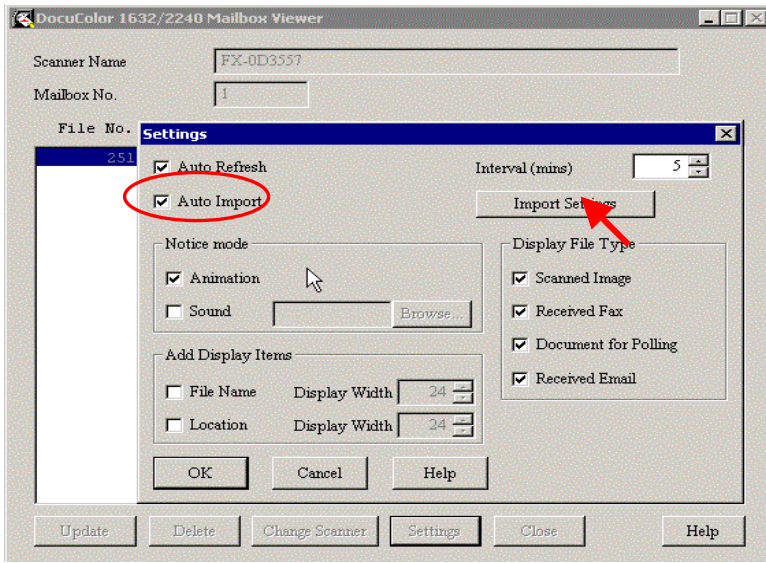 DocuColor 1632/2240 Mailbox Viewer
Scanner Name FX-0D3557
Mailbox No. 1
File No.
251
Settings
Auto Refresh Interval (mins) 5
Auto Import Import Settings
Notice mode Display File Type
Animation Scanned Image
Sound Browse... Received Fax
Document for Polling
Add Display Items
Received Email
File Name Display Width 24
Location Display Width 24
OK Cancel Help
Update Delete Change Scanner Settings Close Help